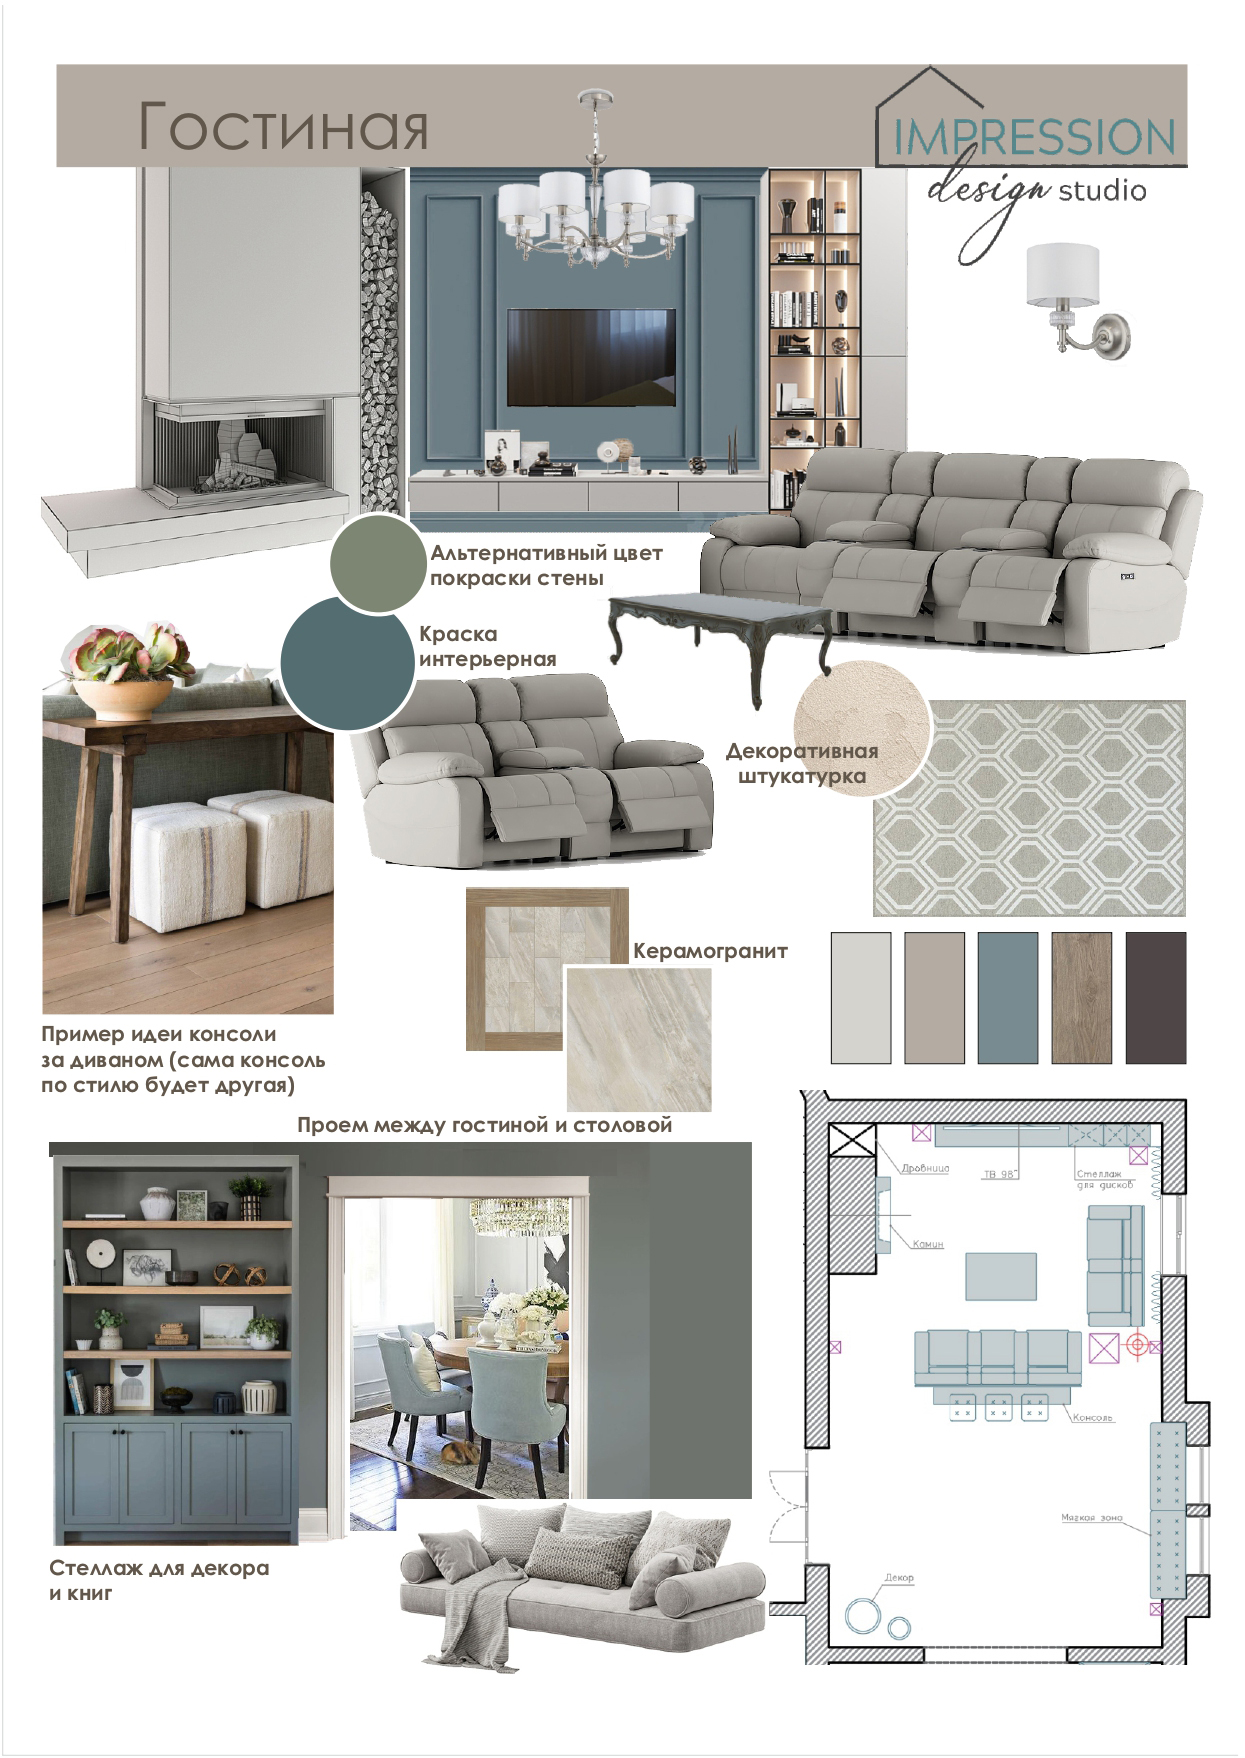 Гостиная
IMPRESSION
design studio
Альтернативный цвет
покраски стены
Краска
интерьерная
Декоративная
штукатурка
Керамогранит
Пример идеи консоли
за диваном (сама консоль
по стилю будет другая)
Проем между гостиной и столовой
Дровница
ТВ 98"
Стеллаж
для дисков
Камин
Консоль
Мягкая зона
Декор
Стеллаж для декора
и книг